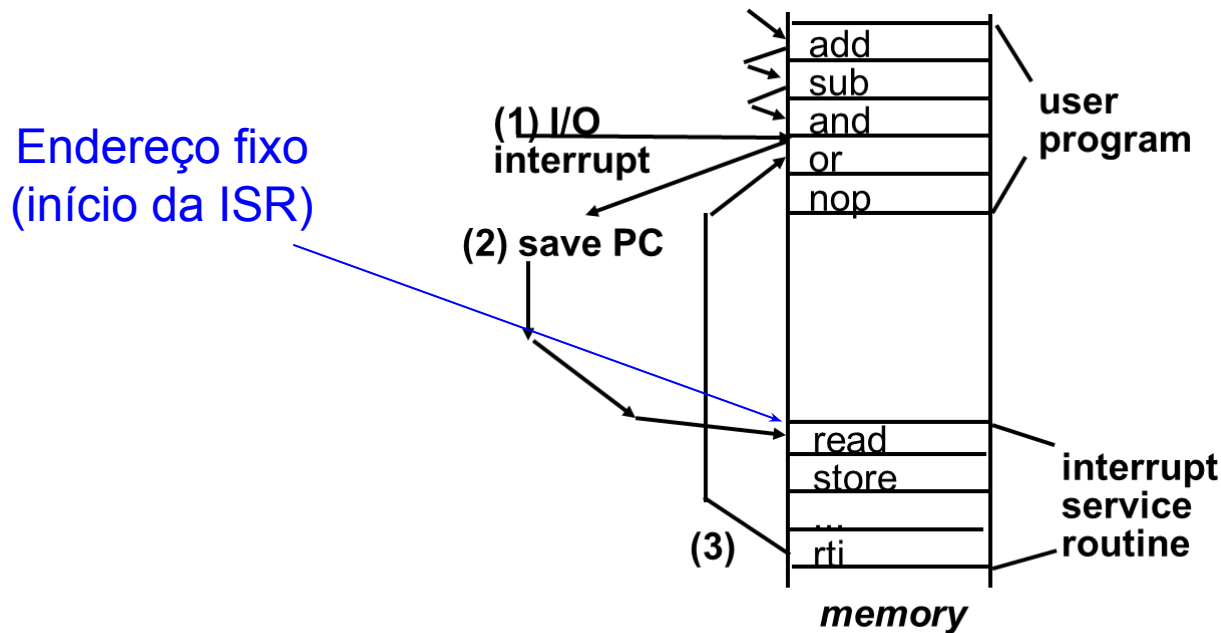 Endereço fixo
(início da ISR)
(1) I/O
interrupt
(2) save PC
(3)
add
sub
and
or
nop
user
program
read
store
...
rti
interrupt
service
routine
memory